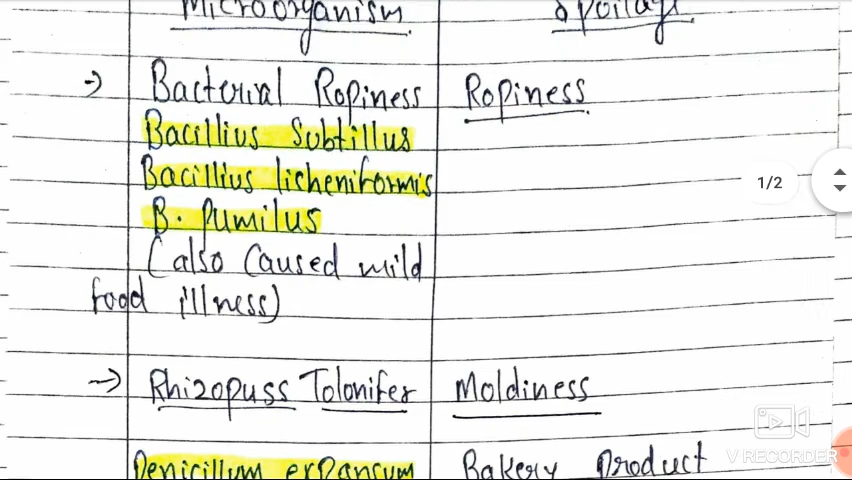 Microorganism Spoilage
→ Bacterial Ropiness Ropiness
Bacillius Subtillus
Bacillius licheniformis
B. Pumilus
(also Caused mild
food illness)
→ Rhizopuss Tolonifer Moldiness
Penicillum expansum Bakery Product
1/2
V RECORDER